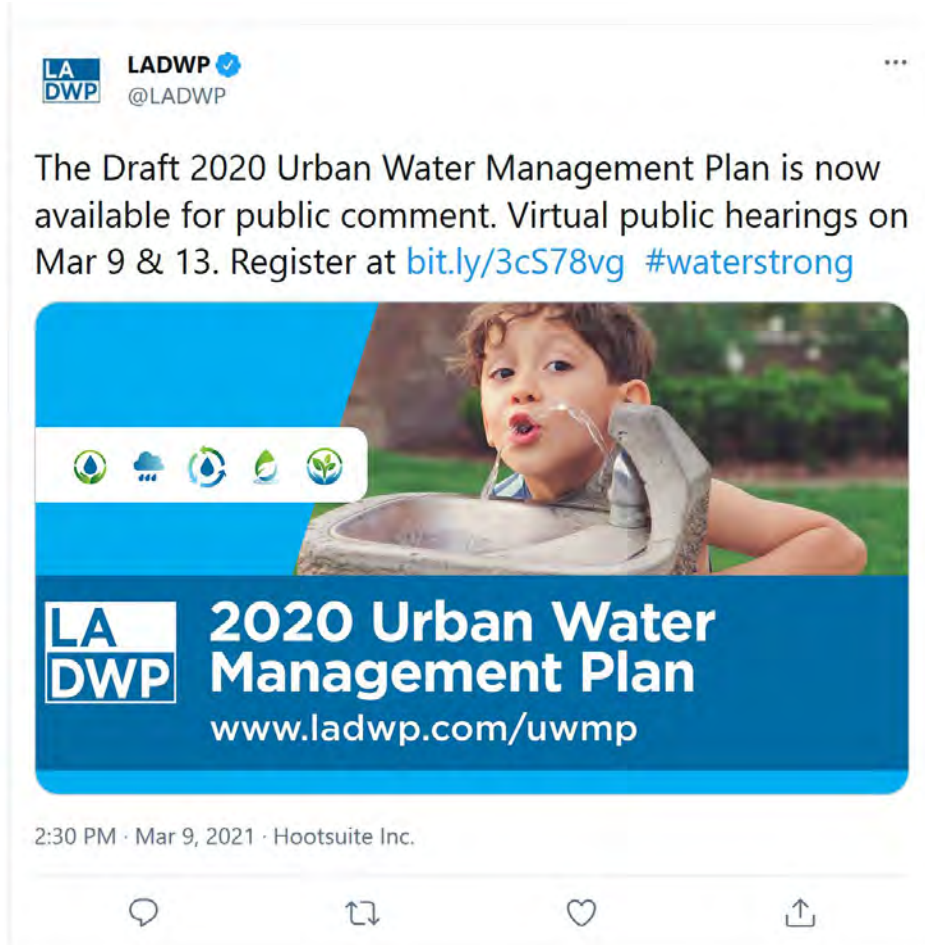 LA
DWP
LADWP
@LADWP
The Draft 2020 Urban Water Management Plan is now
available for public comment. Virtual public hearings on
Mar 9 & 13. Register at bit.ly/3cS78vg #waterstrong
LA
DWP
2020 Urban Water
Management Plan
www.ladwp.com/uwmp
2:30 PM · Mar 9, 2021 · Hootsuite Inc.